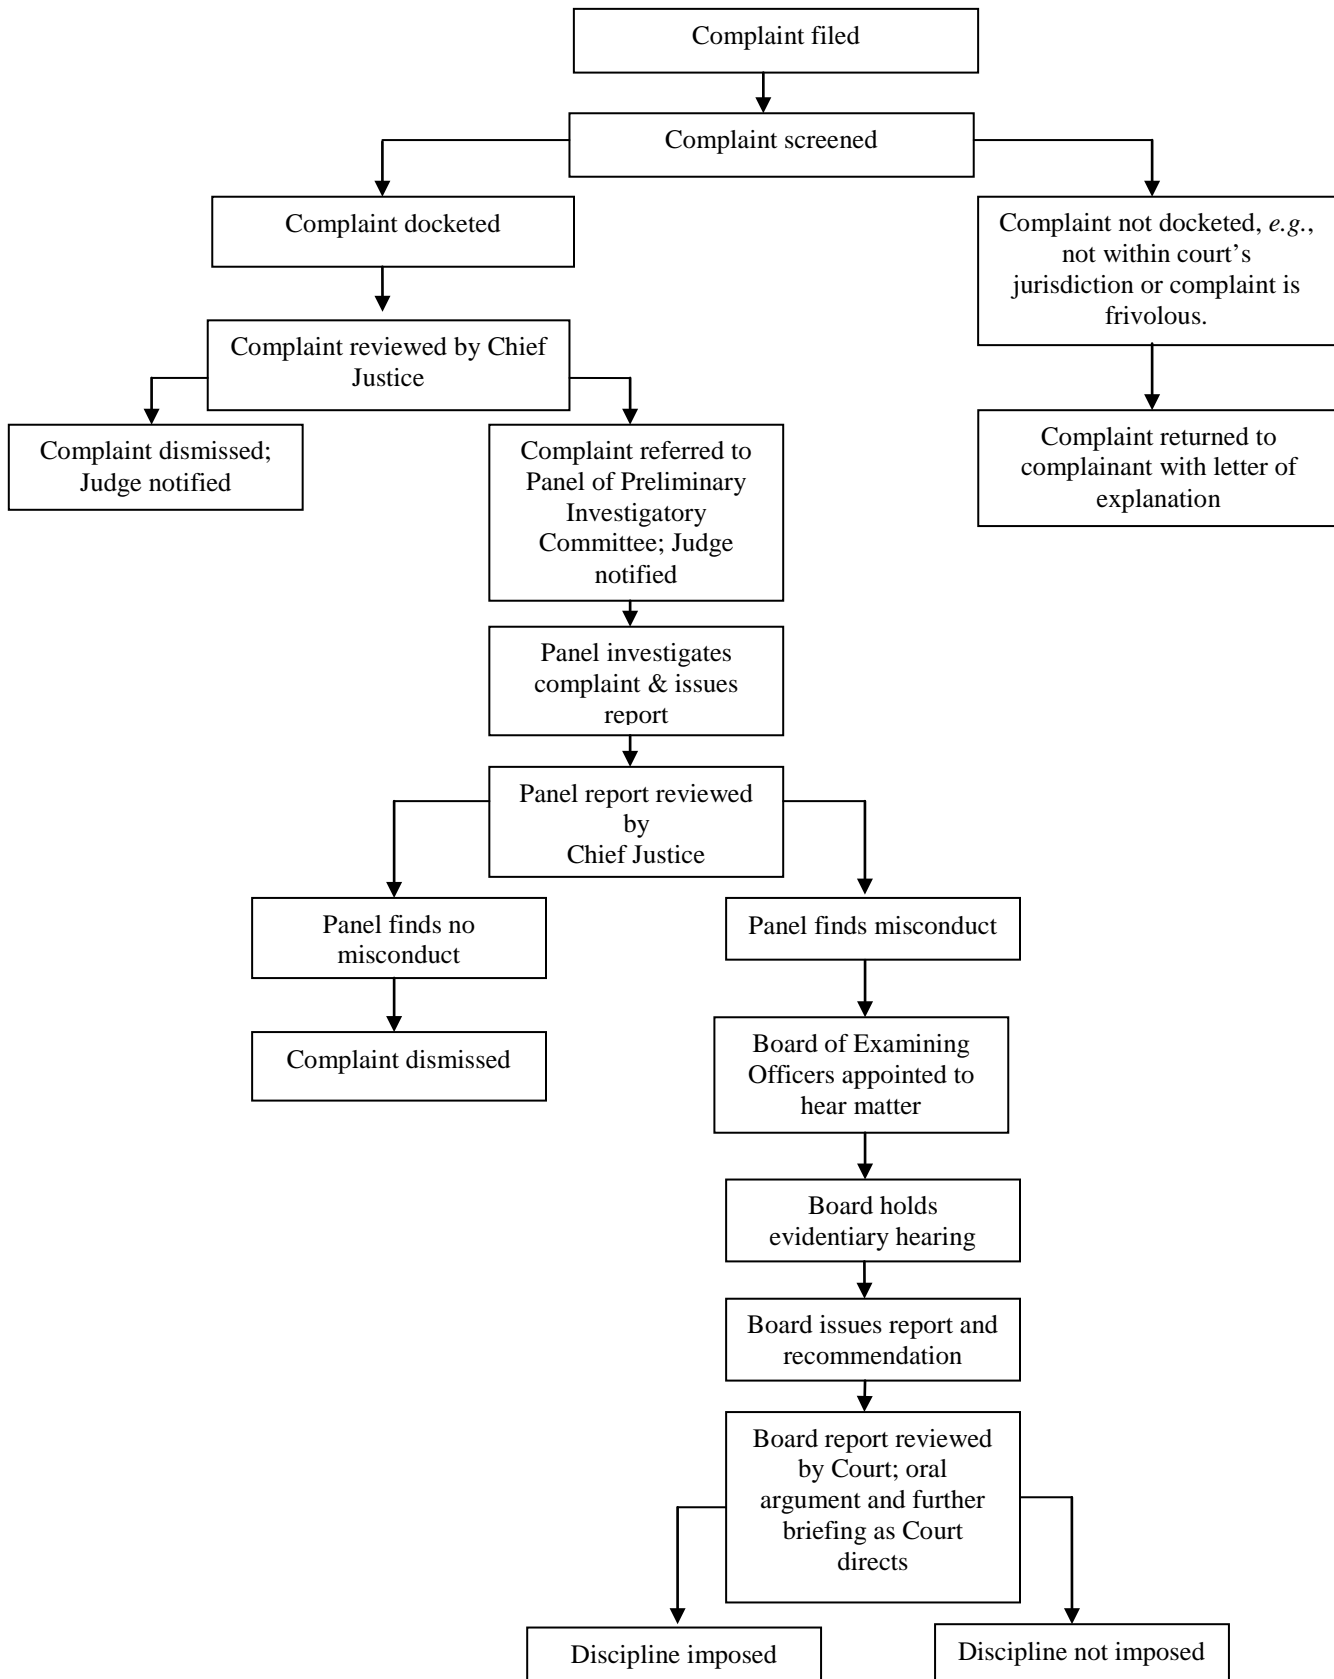 Complaint filed
Complaint screened
Complaint docketed
Complaint not docketed, e.g.,
not within court’s
jurisdiction or complaint is
frivolous.
Complaint reviewed by Chief
Justice
Complaint dismissed;
Judge notified
Complaint referred to
Panel of Preliminary
Investigatory
Committee; Judge
notified
Complaint returned to
complainant with letter of
explanation
Panel investigates
complaint & issues
report
Panel report reviewed
by
Chief Justice
Panel finds no
misconduct
Panel finds misconduct
Complaint dismissed
Board of Examining
Officers appointed to
hear matter
Board holds
evidentiary hearing
Board issues report and
recommendation
Board report reviewed
by Court; oral
argument and further
briefing as Court
directs
Discipline imposed
Discipline not imposed